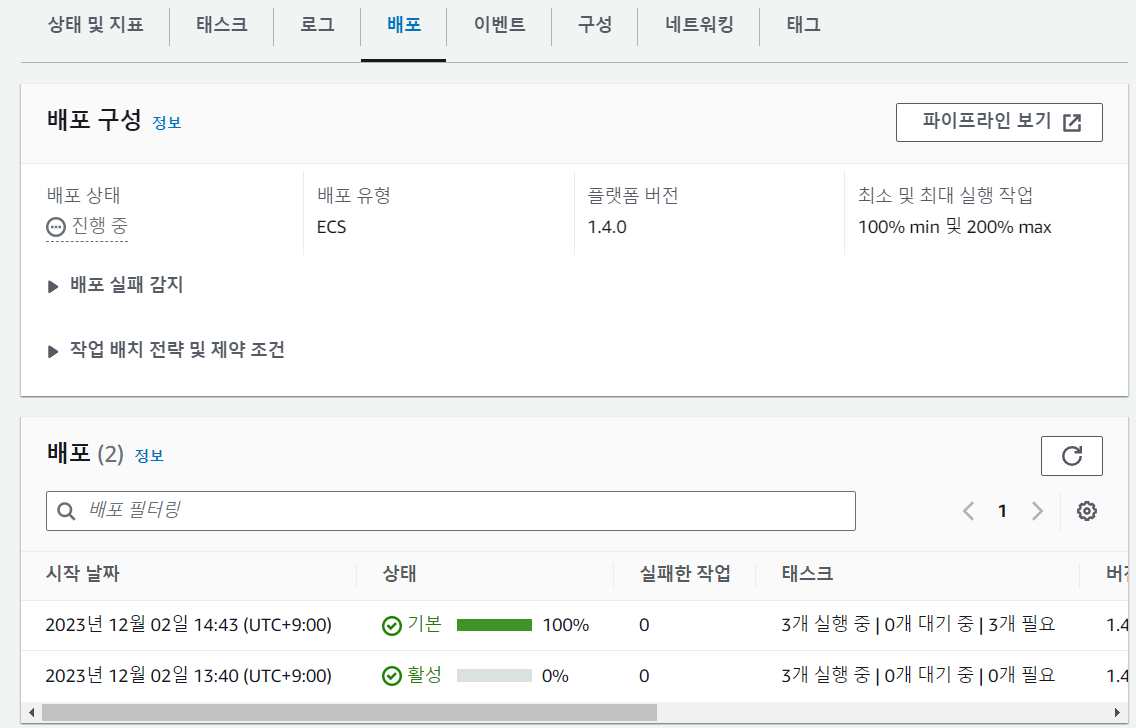 상태 및 지표 태스크 로그 배포 이벤트 구성 네트워킹 태그
배포 구성 정보 파이프라인 보기
배포 상태 배포 유형 플랫폼 버전 최소 및 최대 실행 작업
진행 중 ECS 1.4.0 100% min 및 200% max
배포 실패 감지
작업 배치 전략 및 제약 조건
배포 (2) 정보
배포 필터링 1
시작 날짜 상태 실패한 작업 태스크
2023년 12월 02일 14:43 (UTC+9:00) 기본 100% 0 3개 실행 중 | 0개 대기 중 | 3개 필요 1.4
2023년 12월 02일 13:40 (UTC+9:00) 활성 0% 0 3개 실행 중 | 0개 대기 중 | 0개 필요 1.4